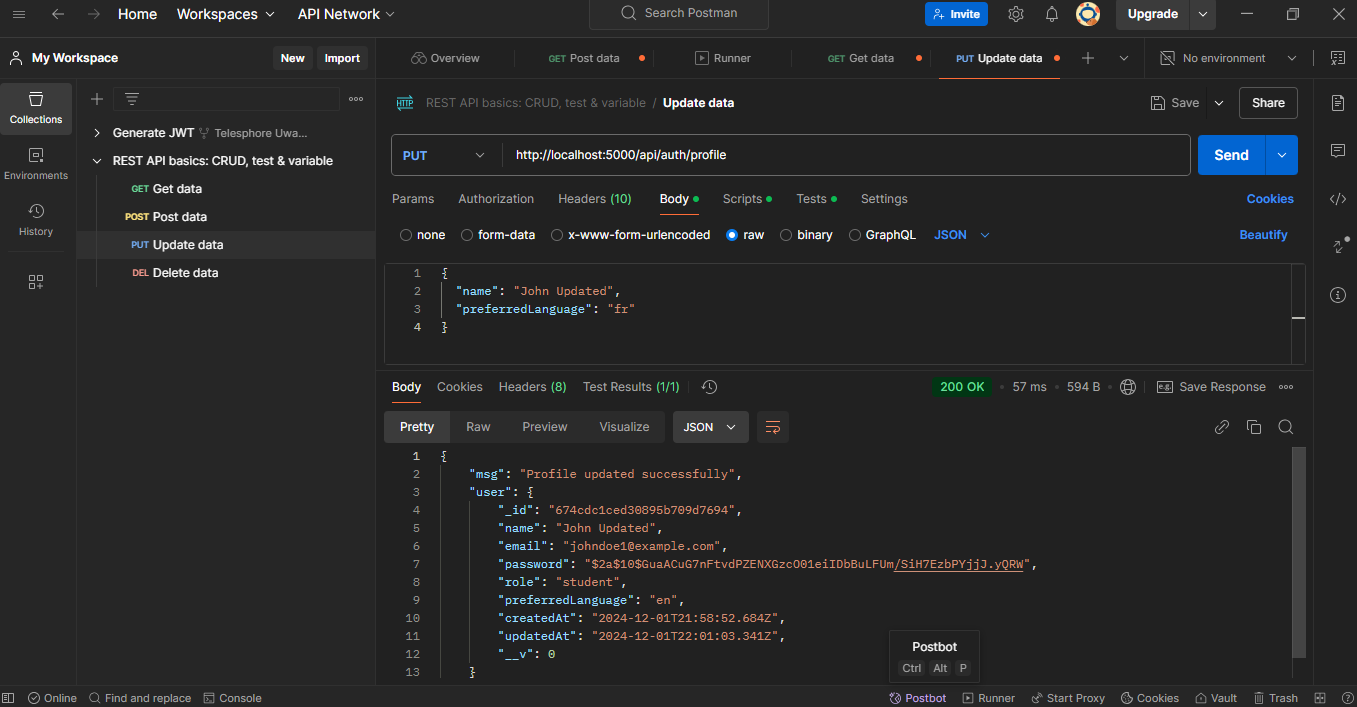 Home Workspaces API Network Search Postman Invite Upgrade
My Workspace New Import Overview GET Post data Runner GET Get data PUT Update data No environment
Collections
Environments
History
Generate JWT Telesphore Uwa...
REST API basics: CRUD, test & variable
GET Get data
POST Post data
PUT Update data
DEL Delete data
HTTP REST API basics: CRUD, test & variable / Update data Save Share
PUT http://localhost:5000/api/auth/profile Send
Params Authorization Headers (10) Body Scripts Tests Settings Cookies
none form-data x-www-form-urlencoded raw binary GraphQL JSON Beautify
1 {
2 "name": "John Updated",
3 "preferredLanguage": "fr"
4 }
Body Cookies Headers (8) Test Results (1/1) 200 OK 57 ms 594 B e.g. Save Response
Pretty Raw Preview Visualize JSON
1 {
2 "msg": "Profile updated successfully",
3 "user": {
4 "_id": "674cdc1ced30895b709d7694",
5 "name": "John Updated",
6 "email": "johndoe1@example.com",
7 "password": "$2a$10$GuaACuG7nFtvdPZENXGzcO01eiIDbBuLFUm/SiH7EzbPYjjJ.yQRW",
8 "role": "student",
9 "preferredLanguage": "en",
10 "createdAt": "2024-12-01T21:58:52.684Z",
11 "updatedAt": "2024-12-01T22:01:03.341Z",
12 "__v": 0
13 }
Postbot
Ctrl Alt P
Online Find and replace Console Postbot Runner Start Proxy Cookies Vault Trash